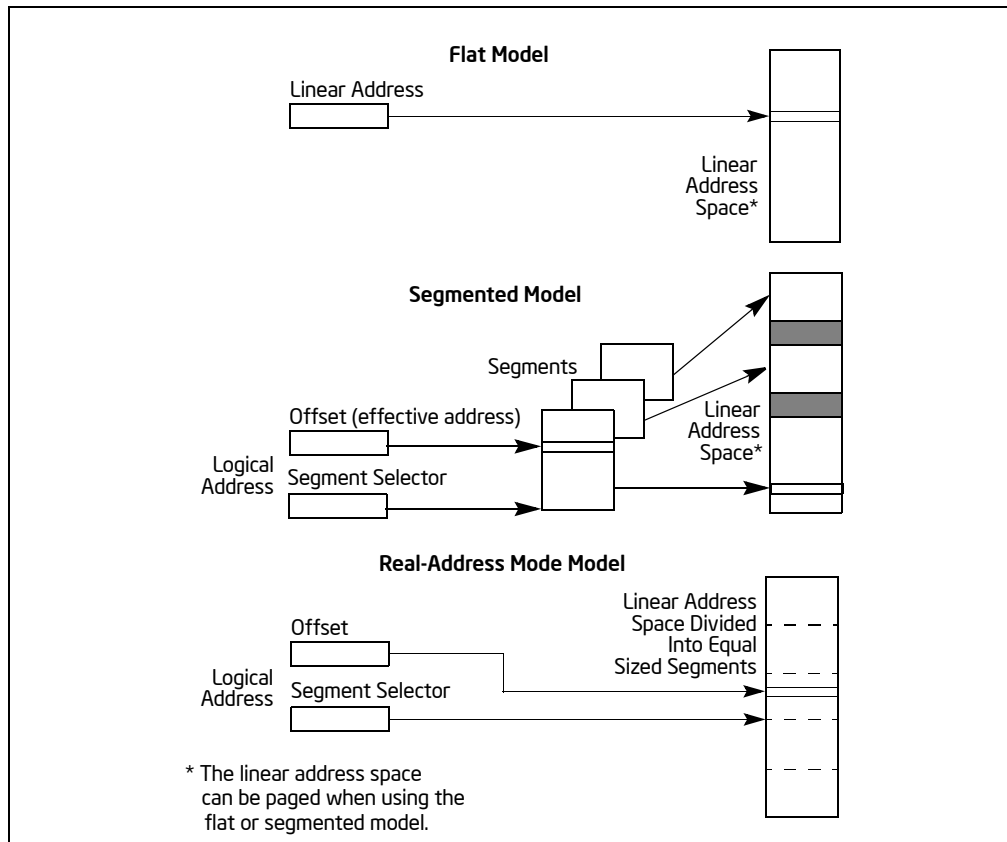 Flat Model
Linear Address
Linear
Address
Space*
Segmented Model
Segments
Offset (effective address)
Logical
Address
Segment Selector
Linear
Address
Space*
Real-Address Mode Model
Offset
Logical
Address
Segment Selector
Linear Address
Space Divided
Into Equal
Sized Segments
* The linear address space
can be paged when using the
flat or segmented model.